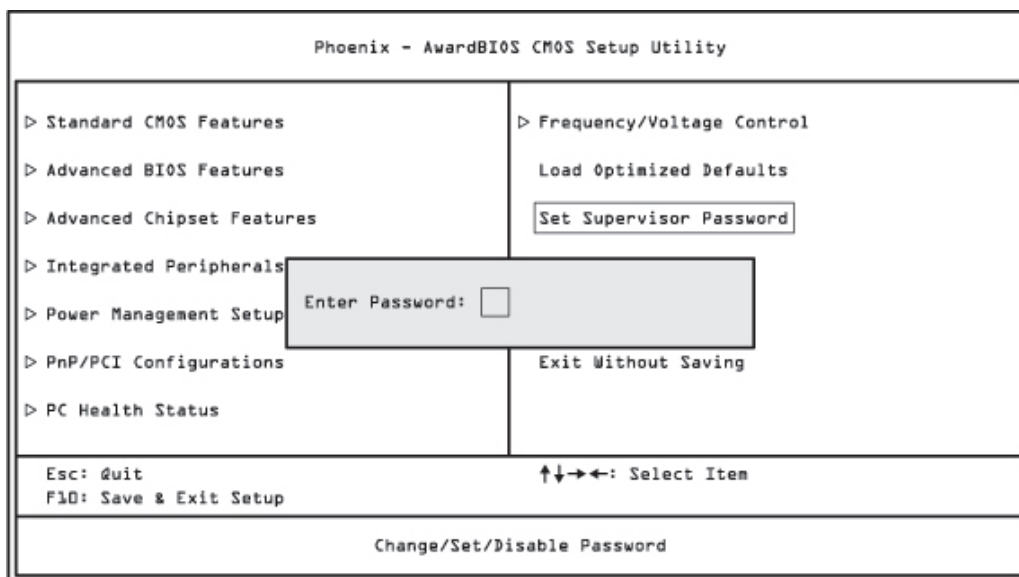 Phoenix - AwardBIOS CMOS Setup Utility
▷ Standard CMOS Features
▷ Advanced BIOS Features
▷ Advanced Chipset Features
▷ Integrated Peripherals
▷ Power Management Setup
▷ PnP/PCI Configurations
▷ PC Health Status
▷ Frequency/Voltage Control
Load Optimized Defaults
Set Supervisor Password
Enter Password:
Exit Without Saving
Esc: Quit
F10: Save & Exit Setup
↑↓→←: Select Item
Change/Set/Disable Password